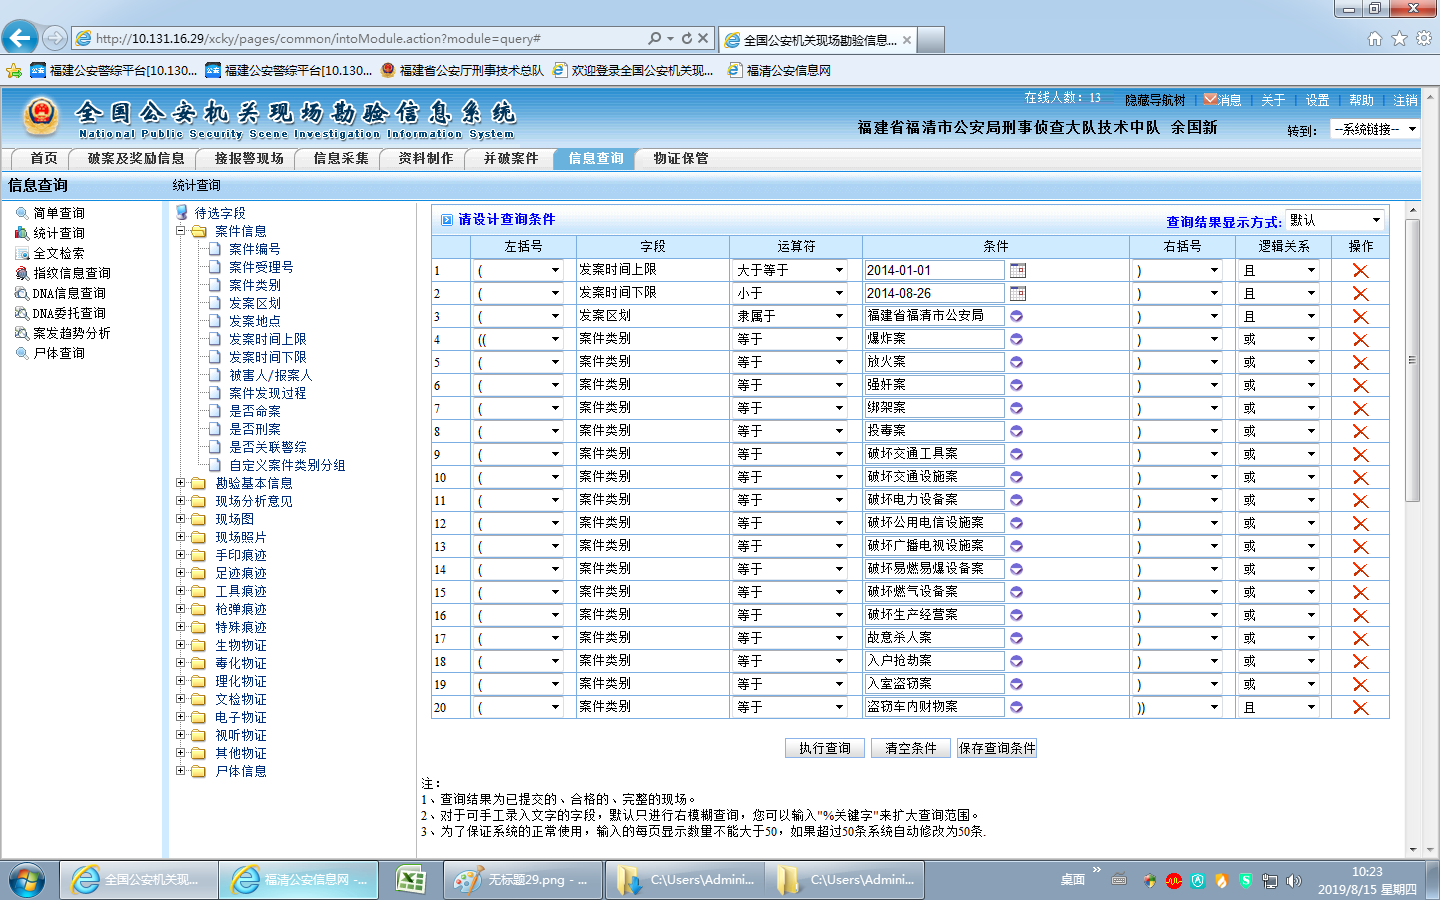 http://10.131.16.29/xcky/pages/common/intoModule.action?module=query#
全国公安机关现场勘验信息...
福建公安警综平台[10.130... 福建公安警综平台[10.130... 福建省公安厅刑事技术总队 欢迎登录全国公安机关现... 福清公安信息网
全国公安机关现场勘验信息系统
National Public Security Scene Investigation Information System
在线人数：13 隐藏导航树 消息 关于 设置 帮助 注销
福建省福清市公安局刑事侦查大队技术中队 余国新
转到： --系统链接--
首页 破案及奖励信息 接报警现场 信息采集 资料制作 并破案件 信息查询 物证保管
信息查询
统计查询
简单查询
统计查询
全文检索
指纹信息查询
DNA信息查询
DNA委托查询
案发趋势分析
尸体查询
待选字段
案件信息
案件编号
案件受理号
案件类别
发案区划
发案地点
发案时间上限
发案时间下限
被害人/报案人
案件发现过程
是否命案
是否刑案
是否关联警综
自定义案件类别分组
勘验基本信息
现场分析意见
现场图
现场照片
手印痕迹
足迹痕迹
工具痕迹
枪弹痕迹
特殊痕迹
生物物证
毒化物证
理化物证
文检物证
电子物证
视听物证
其他物证
尸体信息
请设计查询条件
查询结果显示方式: 默认
左括号 字段 运算符 条件 右括号 逻辑关系 操作
1 ( 发案时间上限 大于等于 2014-01-01 ) 且
2 ( 发案时间下限 小于 2014-08-26 ) 且
3 ( 发案区划 隶属于 福建省福清市公安局 ) 且
4 (( 案件类别 等于 爆炸案 ) 或
5 ( 案件类别 等于 放火案 ) 或
6 ( 案件类别 等于 强奸案 ) 或
7 ( 案件类别 等于 绑架案 ) 或
8 ( 案件类别 等于 投毒案 ) 或
9 ( 案件类别 等于 破坏交通工具案 ) 或
10 ( 案件类别 等于 破坏交通设施案 ) 或
11 ( 案件类别 等于 破坏电力设备案 ) 或
12 ( 案件类别 等于 破坏公用电信设施案 ) 或
13 ( 案件类别 等于 破坏广播电视设施案 ) 或
14 ( 案件类别 等于 破坏易燃易爆设备案 ) 或
15 ( 案件类别 等于 破坏燃气设备案 ) 或
16 ( 案件类别 等于 破坏生产经营案 ) 或
17 ( 案件类别 等于 故意杀人案 ) 或
18 ( 案件类别 等于 入户抢劫案 ) 或
19 ( 案件类别 等于 入室盗窃案 ) 或
20 ( 案件类别 等于 盗窃车内财物案 )) 且
执行查询 清空条件 保存查询条件
注：
1、查询结果为已提交的、合格的、完整的现场。
2、对于可手工录入文字的字段，默认只进行右模糊查询，您可以输入"%关键字"来扩大查询范围。
3、为了保证系统的正常使用，输入的每页显示数量不能大于50，如果超过50条系统自动修改为50条.
全国公安机关现... 福清公安信息网 -... 无标题29.png - ... C:\Users\Admini... C:\Users\Admini... 桌面
10:23
2019/8/15 星期四